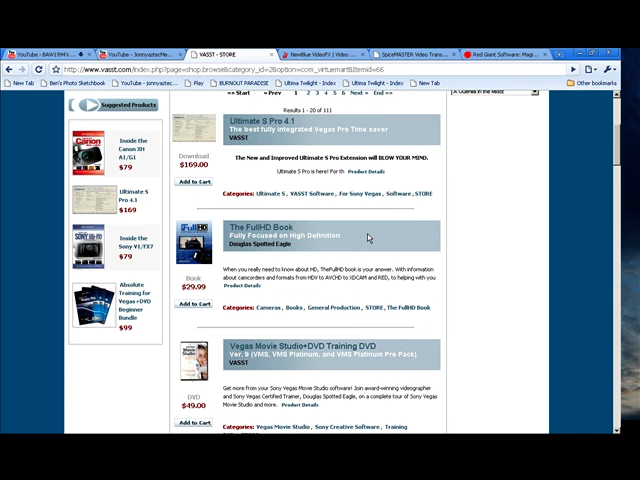 YouTube - BAW1984's
YouTube - JonnyaztecMe...
VASST - STORE
NewBlue VideoFX | Video ...
SpiceMASTER Video Trans...
Red Giant Software: Magi...
http://www.vasst.com/index.php?page=shop.browse&category_id=2&option=com_virtuemart&Itemid=66
New Tab
Ben's Photo Sketchbook
YouTube - jonnyaztec...
Play
BURNOUT PARADISE
Ultima Twilight - Index
Ultima Twilight - Index
New Tab
Other bookmarks
Suggested Products
<< Start < Prev 1 2 3 4 5 6 Next > End >>
Results 1 - 20 of 111
Inside the
Canon XH
A1/G1
$79
Ultimate S
Pro 4.1
$169
Inside the
Sony V1/FX7
$79
Absolute
Training for
Vegas +DVD
Beginner
Bundle
$99
Ultimate S Pro 4.1
The best fully integrated Vegas Pro Time saver
VASST
Download
$169.00
Add to Cart
The New and Improved Ultimate S Pro Extension will BLOW YOUR MIND.
Ultimate S Pro is here! For th Product Details
Categories: Ultimate S , VASST Software , For Sony Vegas , Software , STORE
The FullHD Book
Fully Focused on High Definition
Douglas Spotted Eagle
Book
$29.99
Add to Cart
When you really need to know about HD, TheFullHD book is your answer. With information
about camcorders and formats from HDV to AVCHD to XDCAM and RED, to helping you
Product Details
Categories: Cameras , Books , General Production , STORE , The FullHD Book
Vegas Movie Studio+DVD Training DVD
Ver. 9 (VMS, VMS Platinum, and VMS Platinum Pro Pack)
VASST
DVD
$49.00
Add to Cart
Get more from your Sony Vegas Movie Studio software! Join award-winning videographer
and Sony Vegas Certified Trainer, Douglas Spotted Eagle, on a complete tour of Sony Vegas
Movie Studio and more. Product Details
Categories: Vegas Movie Studio , Sony Creative Software , Training